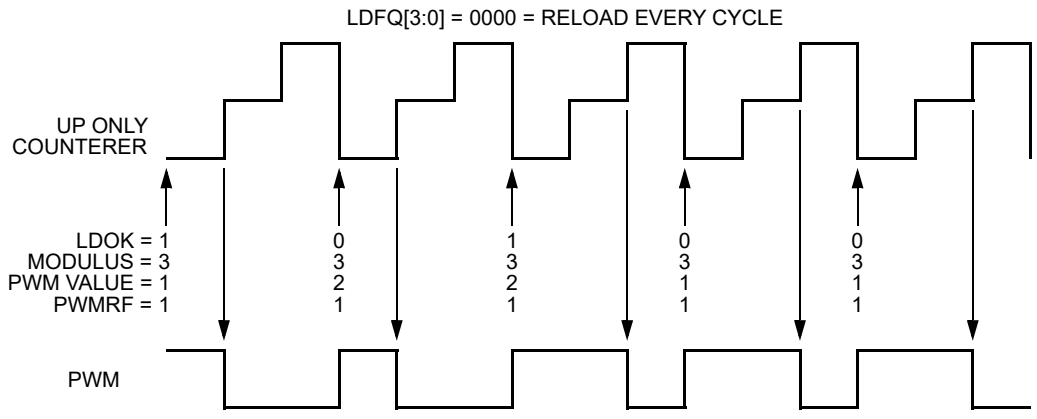 LDFQ[3:0] = 0000 = RELOAD EVERY CYCLE
UP ONLY
COUNTERER
LDOK = 1 0 1 0 0
MODULUS = 3 3 3 3 3
PWM VALUE = 1 2 2 1 1
PWMRF = 1 1 1 1 1
PWM